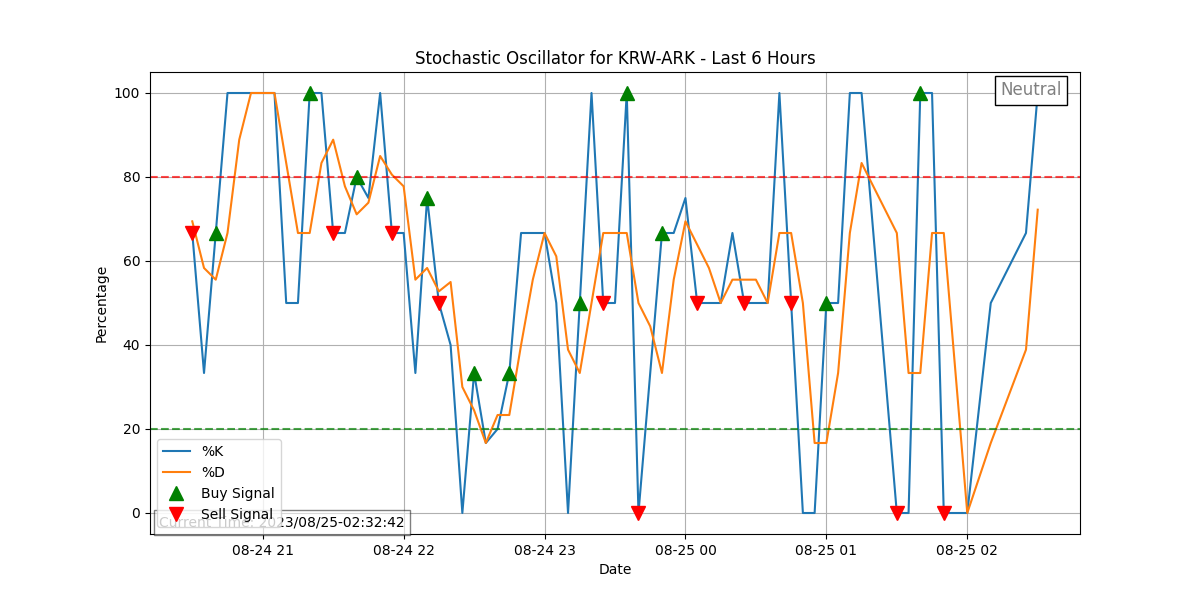 Stochastic Oscillator for KRW-ARK - Last 6 Hours
Neutral
100
80
60
40
20
0
Percentage
%K
%D
Buy Signal
Sell Signal
Current Time: 2023/08/25-02:32:42
08-24 21 08-24 22 08-24 23 08-25 00 08-25 01 08-25 02
Date